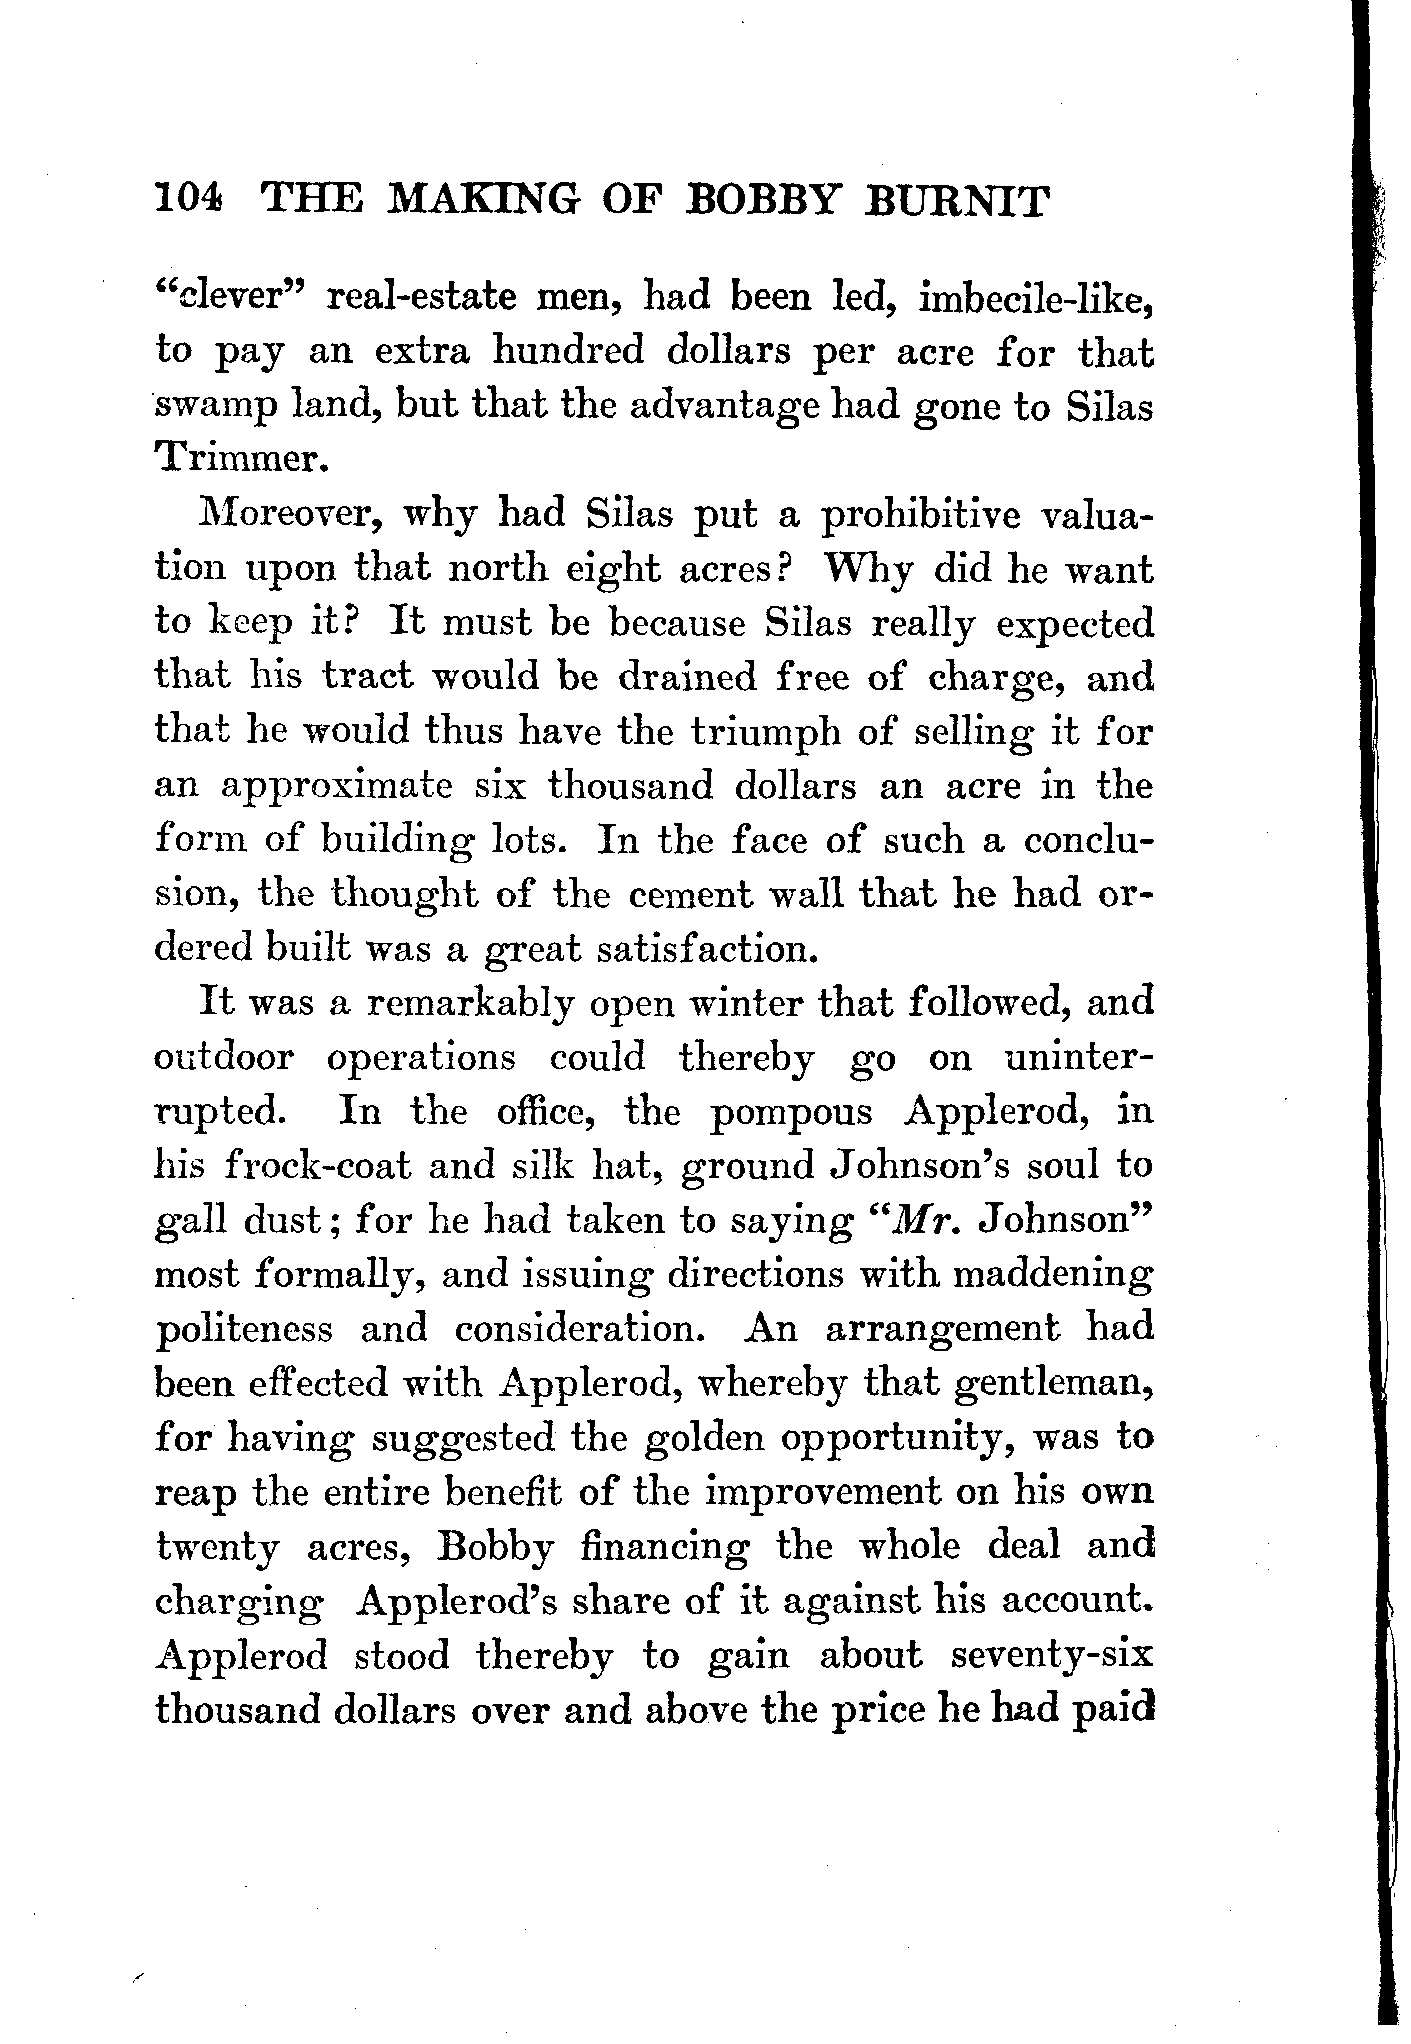 104 THE MAKING OF BOBBY BURNIT
“clever” real-estate men, had been led, imbecile-like,
to pay an extra hundred dollars per acre for that
swamp land, but that the advantage had gone to Silas
Trimmer.
Moreover, why had Silas put a prohibitive valua-
tion upon that north eight acres? Why did he want
to keep it? It must be because Silas really expected
that his tract would be drained free of charge, and
that he would thus have the triumph of selling it for
an approximate six thousand dollars an acre in the
form of building lots. In the face of such a conclu-
sion, the thought of the cement wall that he had or-
dered built was a great satisfaction.
It was a remarkably open winter that followed, and
outdoor operations could thereby go on uninter-
rupted. In the office, the pompous Applerod, in
his frock-coat and silk hat, ground Johnson’s soul to
gall dust; for he had taken to saying “Mr. Johnson”
most formally, and issuing directions with maddening
politeness and consideration. An arrangement had
been effected with Applerod, whereby that gentleman,
for having suggested the golden opportunity, was to
reap the entire benefit of the improvement on his own
twenty acres, Bobby financing the whole deal and
charging Applerod’s share of it against his account.
Applerod stood thereby to gain about seventy-six
thousand dollars over and above the price he had paid